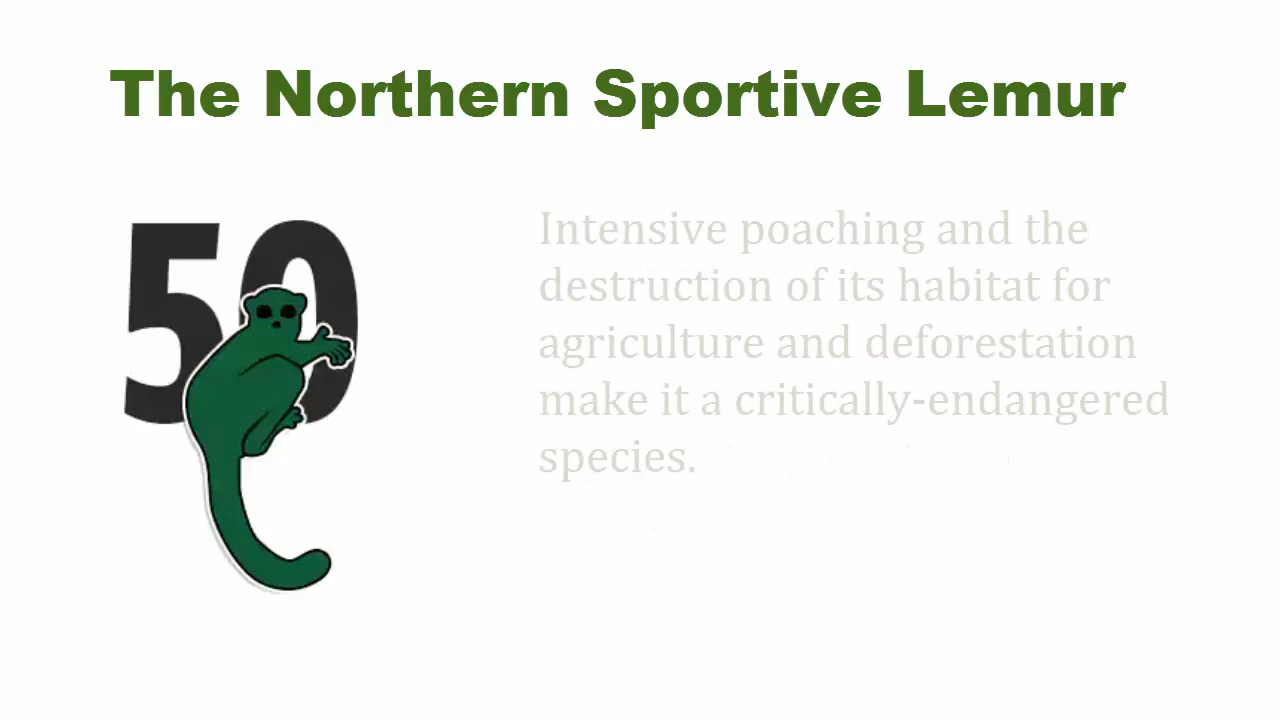 The Northern Sportive Lemur
50
Intensive poaching and the
destruction of its habitat for
agriculture and deforestation
make it a critically-endangered
species.